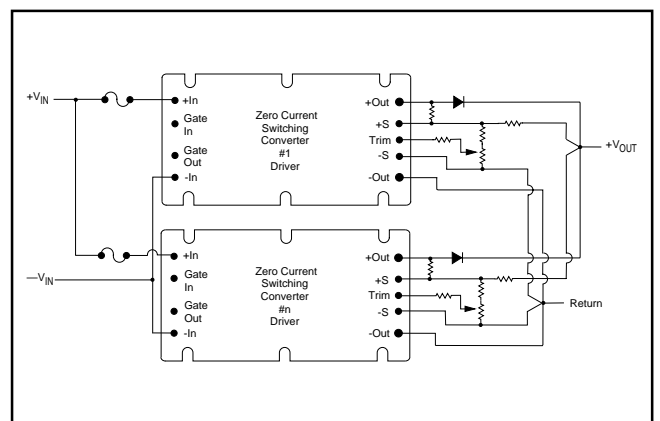 +VIN
+In
Gate
In
Gate
Out
-In
Zero Current
Switching
Converter
#1
Driver
+Out
+S
Trim
-S
-Out
+VOUT
—VIN
+In
Gate
In
Gate
Out
-In
Zero Current
Switching
Converter
#n
Driver
+Out
+S
Trim
-S
-Out
Return